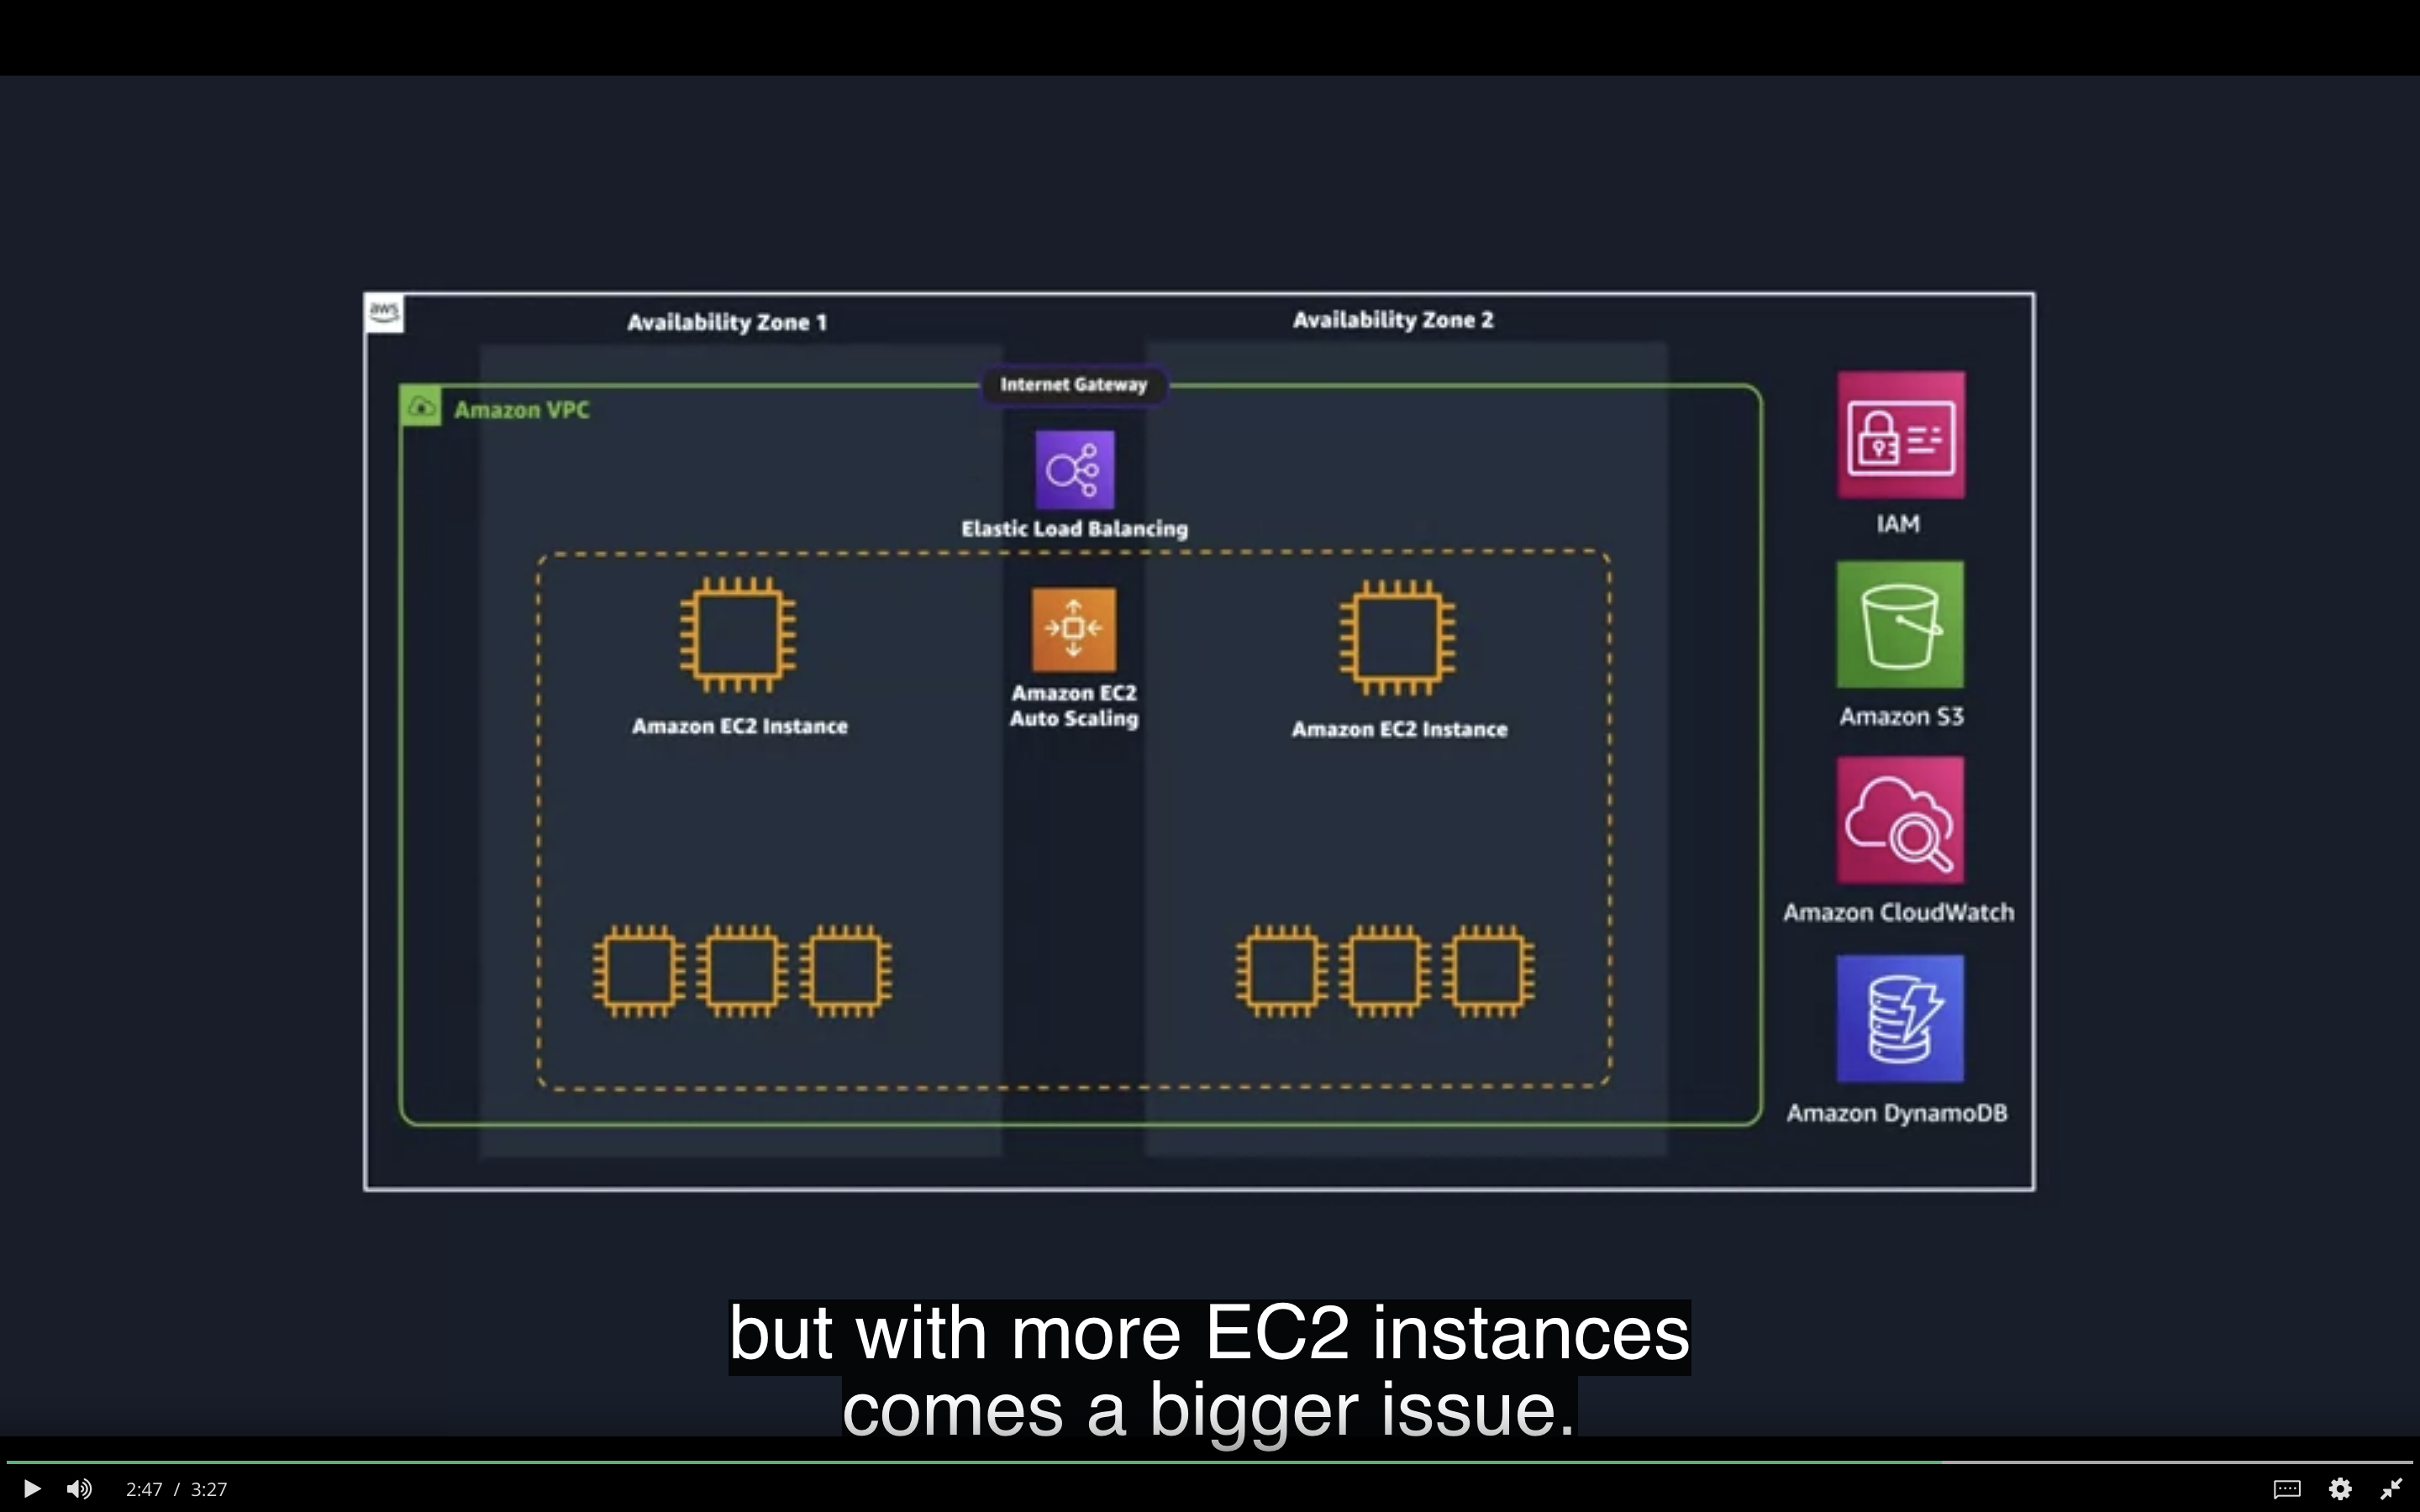 aws
Availability Zone 1
Availability Zone 2
Internet Gateway
Amazon VPC
Elastic Load Balancing
Amazon EC2 Instance
Amazon EC2
Auto Scaling
Amazon EC2 Instance
IAM
Amazon S3
Amazon CloudWatch
Amazon DynamoDB
but with more EC2 instances
comes a bigger issue.
2:47 / 3:27